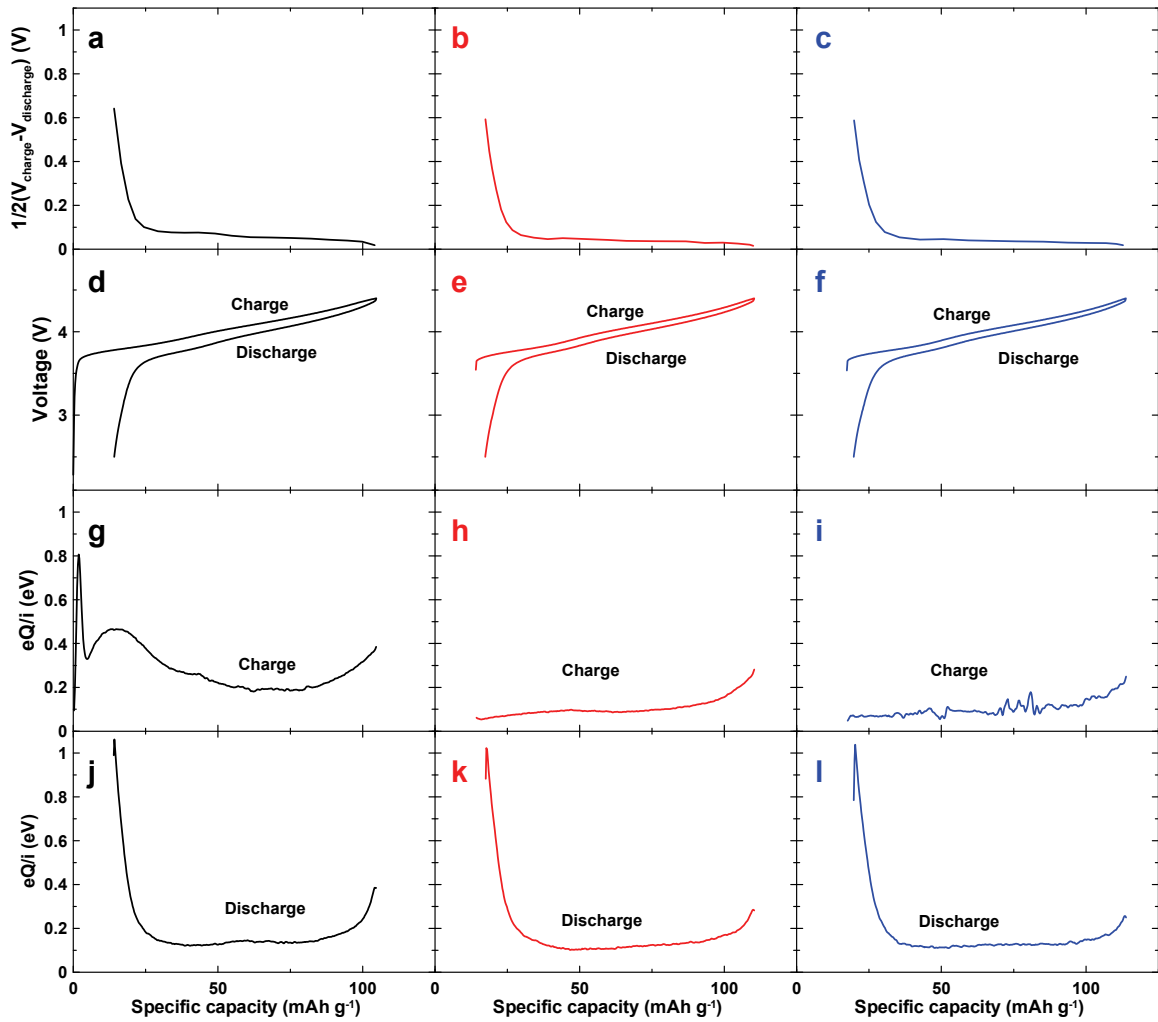 a b c
1/2(V_charge-V_discharge) (V)
1
0.8
0.6
0.4
0.2
0
d e f
Voltage (V)
4
3
Charge Charge Charge
Discharge Discharge Discharge
g h i
eQ/i (eV)
1
0.8
0.6
0.4
0.2
0
Charge Charge Charge
j k l
eQ/i (eV)
1
0.8
0.6
0.4
0.2
0
Discharge Discharge Discharge
0 50 100 0 50 100 0 50 100
Specific capacity (mAh g⁻¹) Specific capacity (mAh g⁻¹) Specific capacity (mAh g⁻¹)